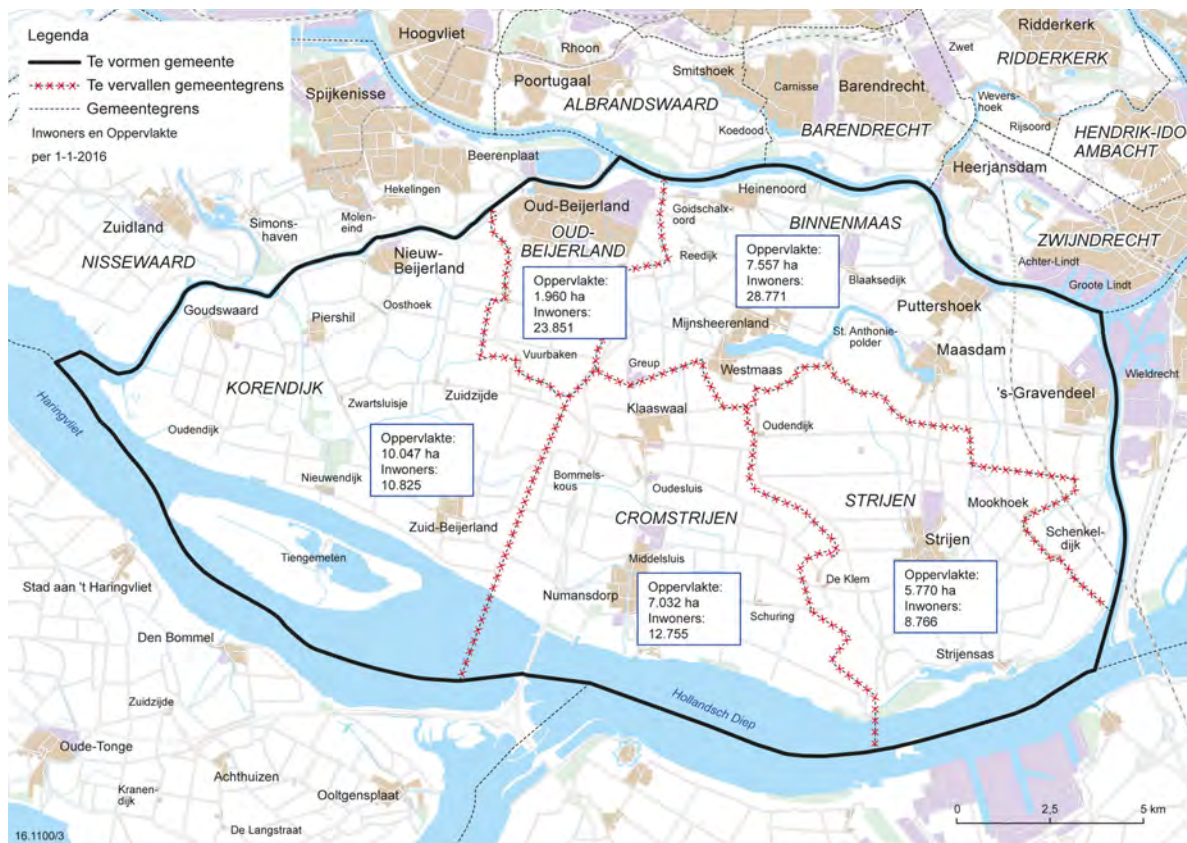 Legenda
Te vormen gemeente
Te vervallen gemeentegrens
Gemeentegrens
Inwoners en Oppervlakte
per 1-1-2016
Hoogvliet
Rhoon
Poortugaal
Smitshoek
Zwet
Ridderkerk
RIDDERKERK
Spijkenisse
ALBRANDSWAARD
Carnisse
Barendrecht
Wevers-
hoek
Rijsoord
Koedood
BARENDRECHT
HENDRIK-IDO
AMBACHT
Beerenplaat
Heerjansdam
Hekelingen
Heinenoord
Zuidland
Simons-
haven
Molen-
eind
Oud-Beijerland
Goidschalx-
oord
BINNENMAAS
ZWIJNDRECHT
NISSEWAARD
Nieuw-
Beijerland
OUD-
BEIJERLAND
Reedijk
Achter-Lindt
Oppervlakte:
7.557 ha
Inwoners:
28.771
Blaaksedijk
Groote Lindt
Oppervlakte:
1.960 ha
Inwoners:
23.851
Puttershoek
Goudswaard
Piershil
Oosthoek
Mijnsheerenland
St. Anthonie-
polder
Maasdam
Vuurbaken
Greup
Westmaas
Wieldrecht
KORENDIJK
Zwartsluisje
Zuidzijde
's-Gravendeel
Haringvliet
Klaaswaal
Oudendijk
Oudendijk
Oppervlakte:
10.047 ha
Inwoners:
10.825
Nieuwendijk
Bommels-
kous
Oudesluis
STRIJEN
Mookhoek
Zuid-Beijerland
CROMSTRIJEN
Strijen
Schenkel-
dijk
Tiengemeten
Middelsluis
Stad aan 't Haringvliet
Numansdorp
Oppervlakte:
7.032 ha
Inwoners:
12.755
De Klem
Oppervlakte:
5.770 ha
Inwoners:
8.766
Schuring
Den Bommel
Strijensas
Hollandsch Diep
Zuidzijde
Oude-Tonge
Achthuizen
Kranen-
dijk
Ooltgensplaat
De Langstraat
0 2,5 5 km
16.1100/3